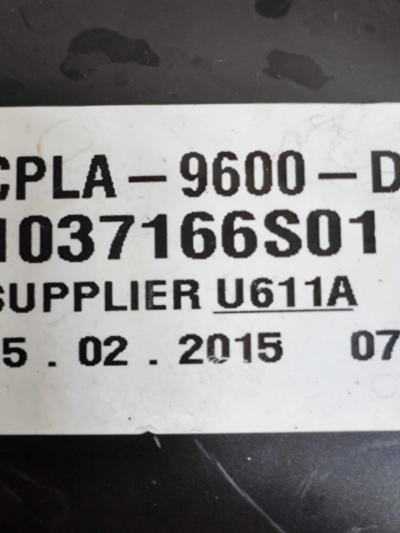 CPLA-9600-D
1037166S01
SUPPLIER U611A
5.02.2015 07